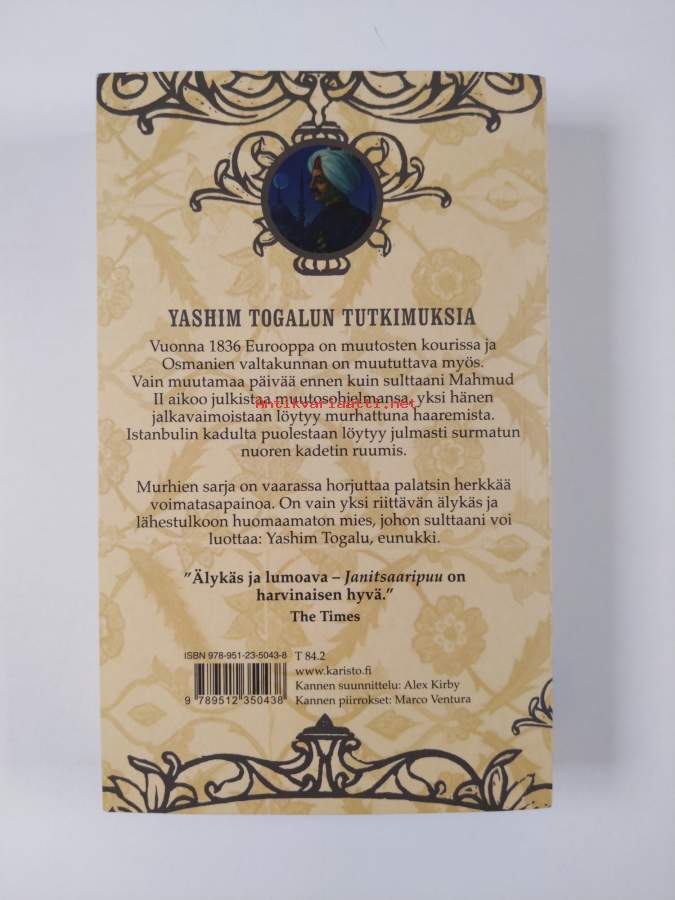 YASHIM TOGALUN TUTKIMUKSIA
Vuonna 1836 Eurooppa on muutosten kourissa ja
Osmanien valtakunnan on muututtava myös.
Vain muutamaa päivää ennen kuin sulttaani Mahmud
II aikoo julkistaa muutosohjelmansa, yksi hänen
Antikvariaatti.net
jalkavaimoistaan löytyy murhattuna haaremista.
Istanbulin kadulta puolestaan löytyy julmasti surmatun
nuoren kadetin ruumis.
Murhien sarja on vaarassa horjuttaa palatsin herkkää
voimatasapainoa. On vain yksi riittävän älykäs ja
lähestulkoon huomaamaton mies, johon sulttaani voi
luottaa: Yashim Togalu, eunukki.
”Älykäs ja lumoava – Janitsaaripuu on
harvinaisen hyvä.”
The Times
ISBN 978-951-23-5043-8 T 84.2
www.karisto.fi
Kannen suunnittelu: Alex Kirby
9 789512 350438 Kannen piirrokset: Marco Ventura